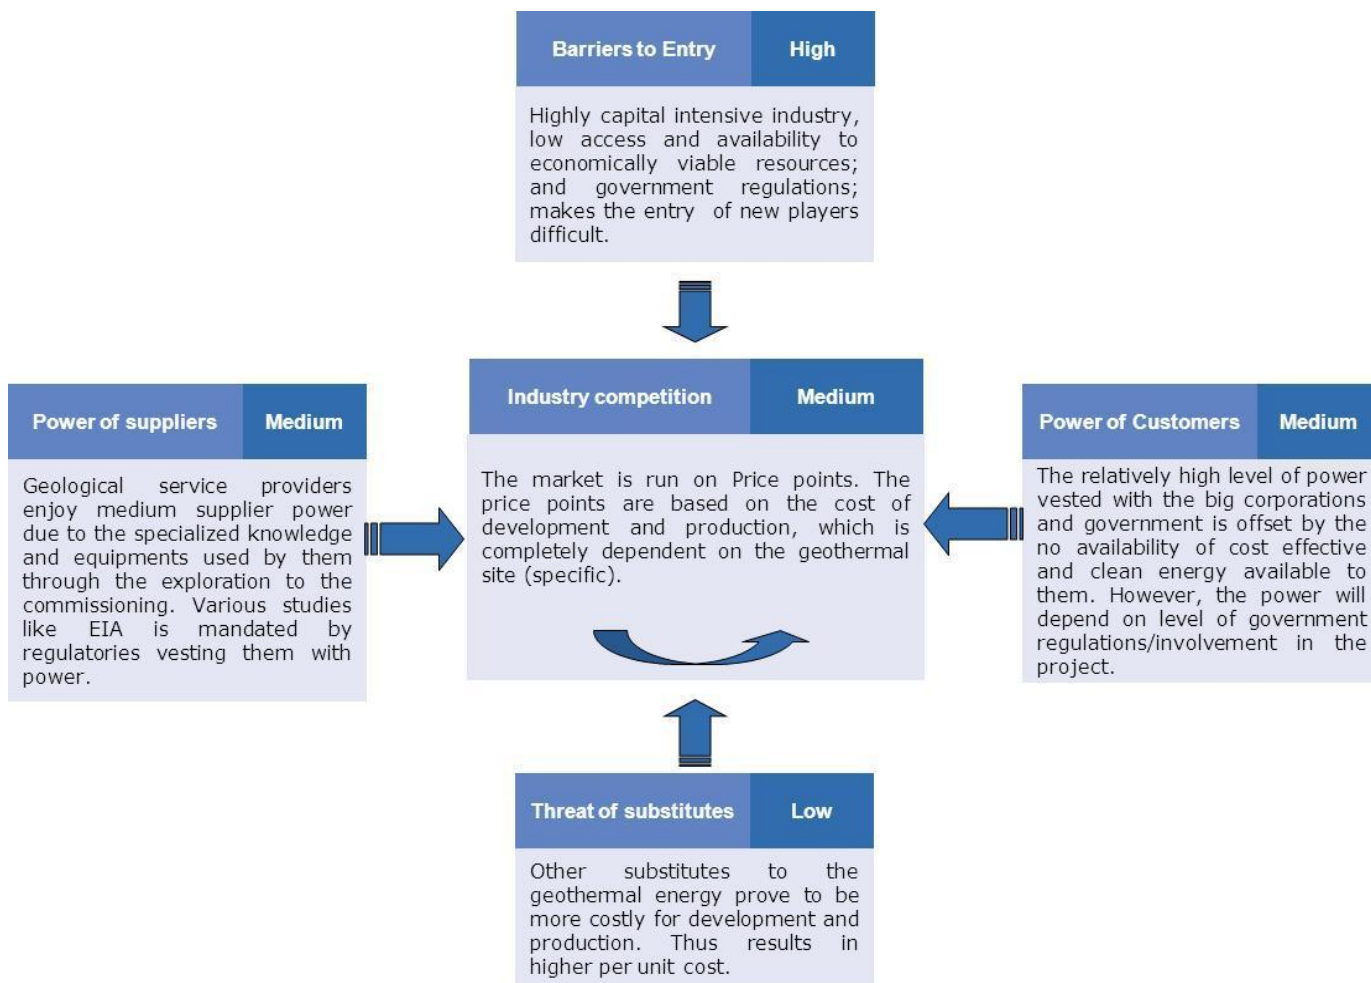 Barriers to Entry
High
Highly capital intensive industry,
low access and availability to
economically viable resources;
and government regulations;
makes the entry of new players
difficult.
Industry competition
Medium
The market is run on Price points. The
price points are based on the cost of
development and production, which is
completely dependent on the geothermal
site (specific).
Power of suppliers
Medium
Geological service providers
enjoy medium supplier power
due to the specialized knowledge
and equipments used by them
through the exploration to the
commissioning. Various studies
like EIA is mandated by
regulatories vesting them with
power.
Power of Customers
Medium
The relatively high level of power
vested with the big corporations
and government is offset by the
no availability of cost effective
and clean energy available to
them. However, the power will
depend on level of government
regulations/involvement in the
project.
Threat of substitutes
Low
Other substitutes to the
geothermal energy prove to be
more costly for development and
production. Thus results in
higher per unit cost.